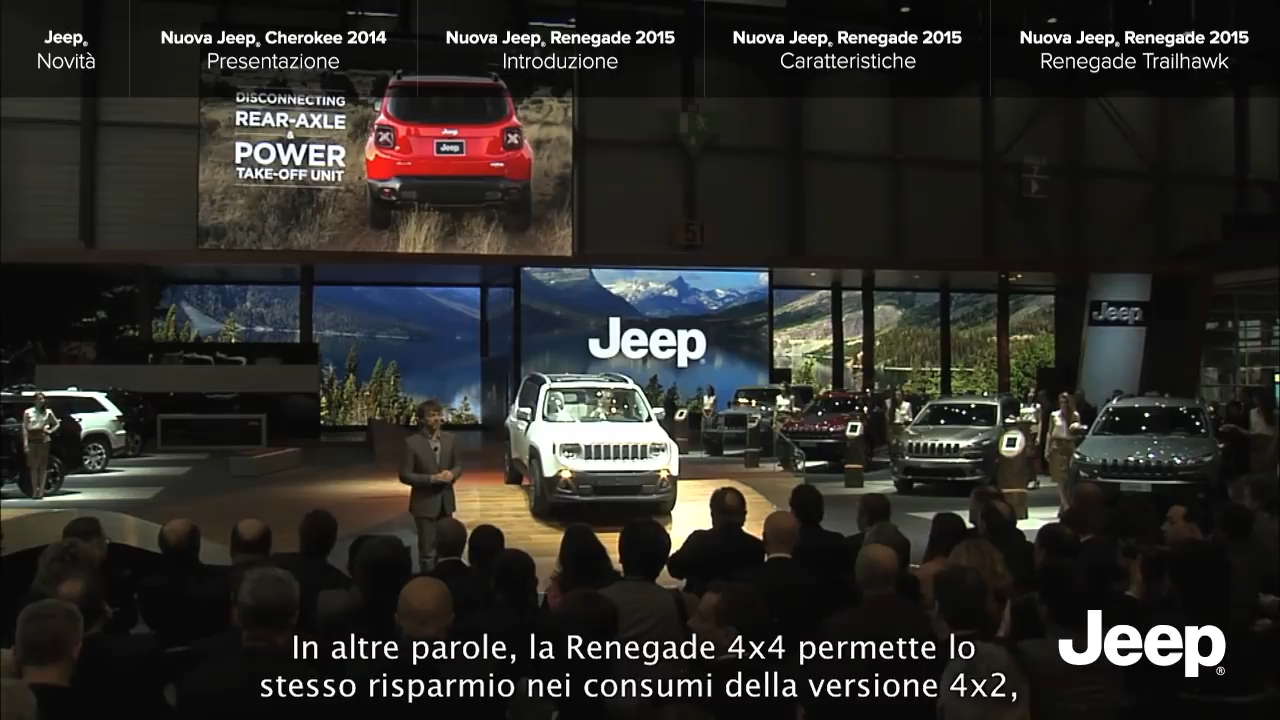 Jeep®
Novità
Nuova Jeep® Cherokee 2014
Presentazione
Nuova Jeep® Renegade 2015
Introduzione
Nuova Jeep® Renegade 2015
Caratteristiche
Nuova Jeep® Renegade 2015
Renegade Trailhawk
DISCONNECTING
REAR-AXLE
&
POWER
TAKE-OFF UNIT
Jeep
Jeep
51
Jeep
Jeep
In altre parole, la Renegade 4x4 permette lo
stesso risparmio nei consumi della versione 4x2,
Jeep®